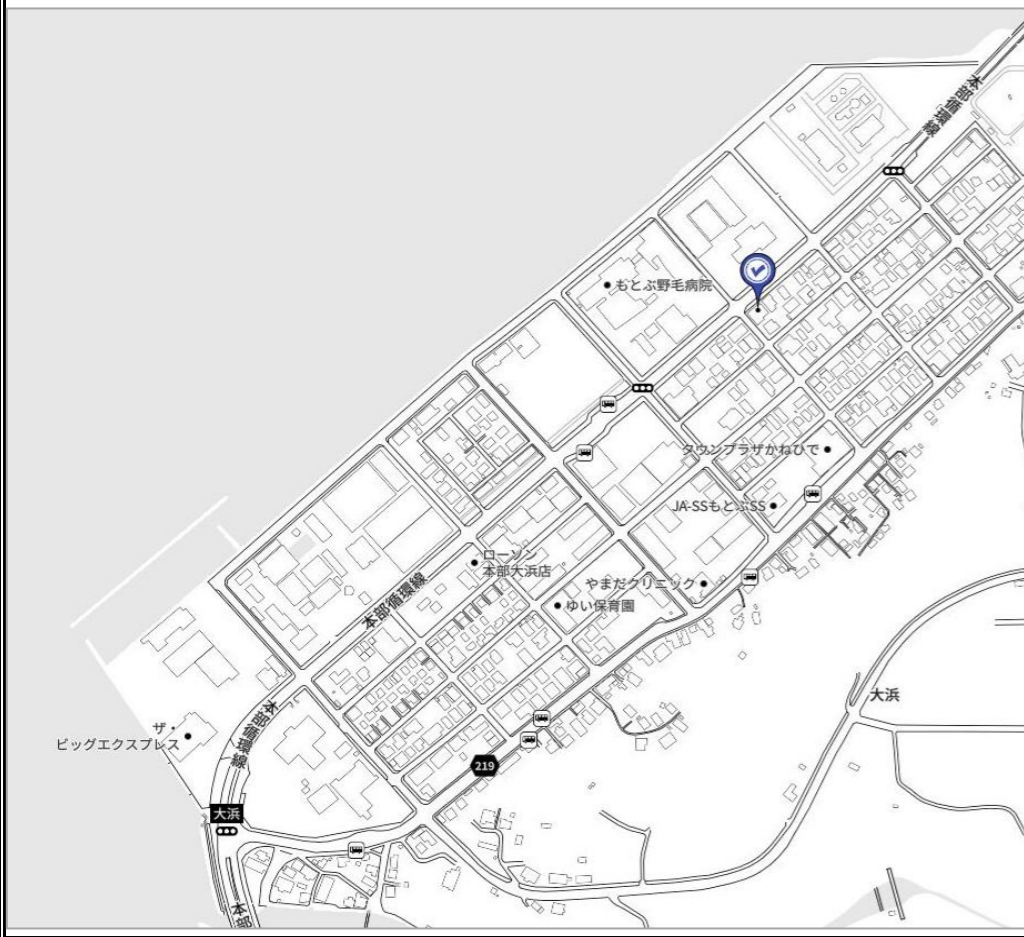 本部循環線
もとぶ野毛病院
タウンプラザかねひで
JA-SSもとぶSS
ローソン
本部大浜店
やまだクリニック
本部循環線
ゆい保育園
大浜
本部循環線
ザ・
ビッグエクスプレス
219
大浜
本部